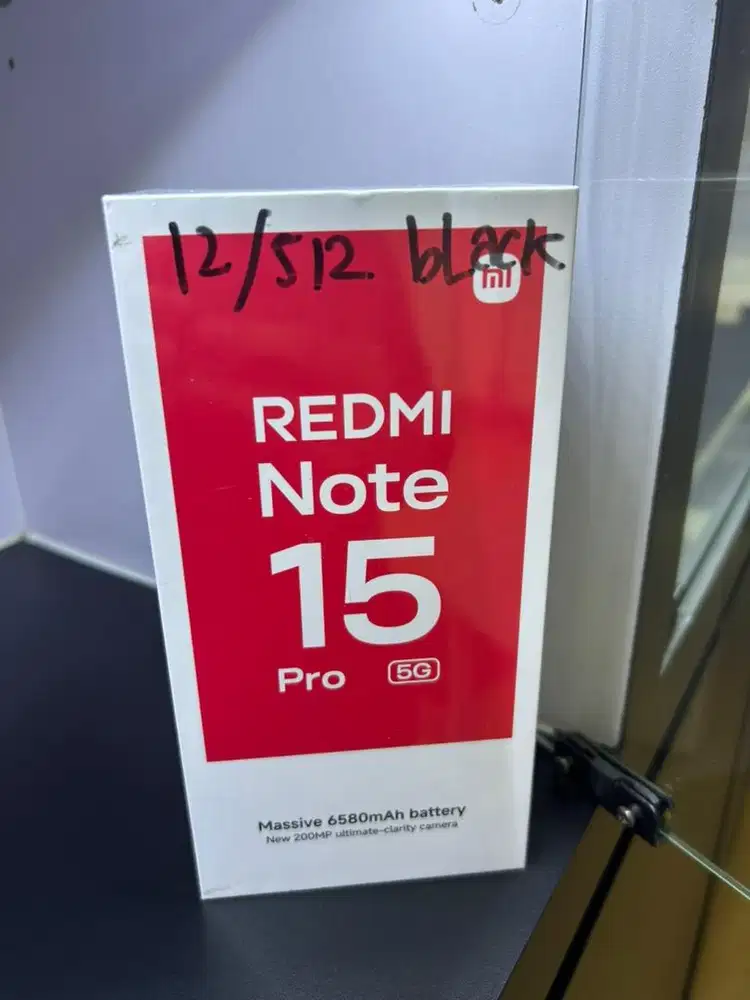 12/512 black
mi
REDMI
Note
15
Pro 5G
Massive 6580mAh battery
New 200MP ultimate-clarity camera